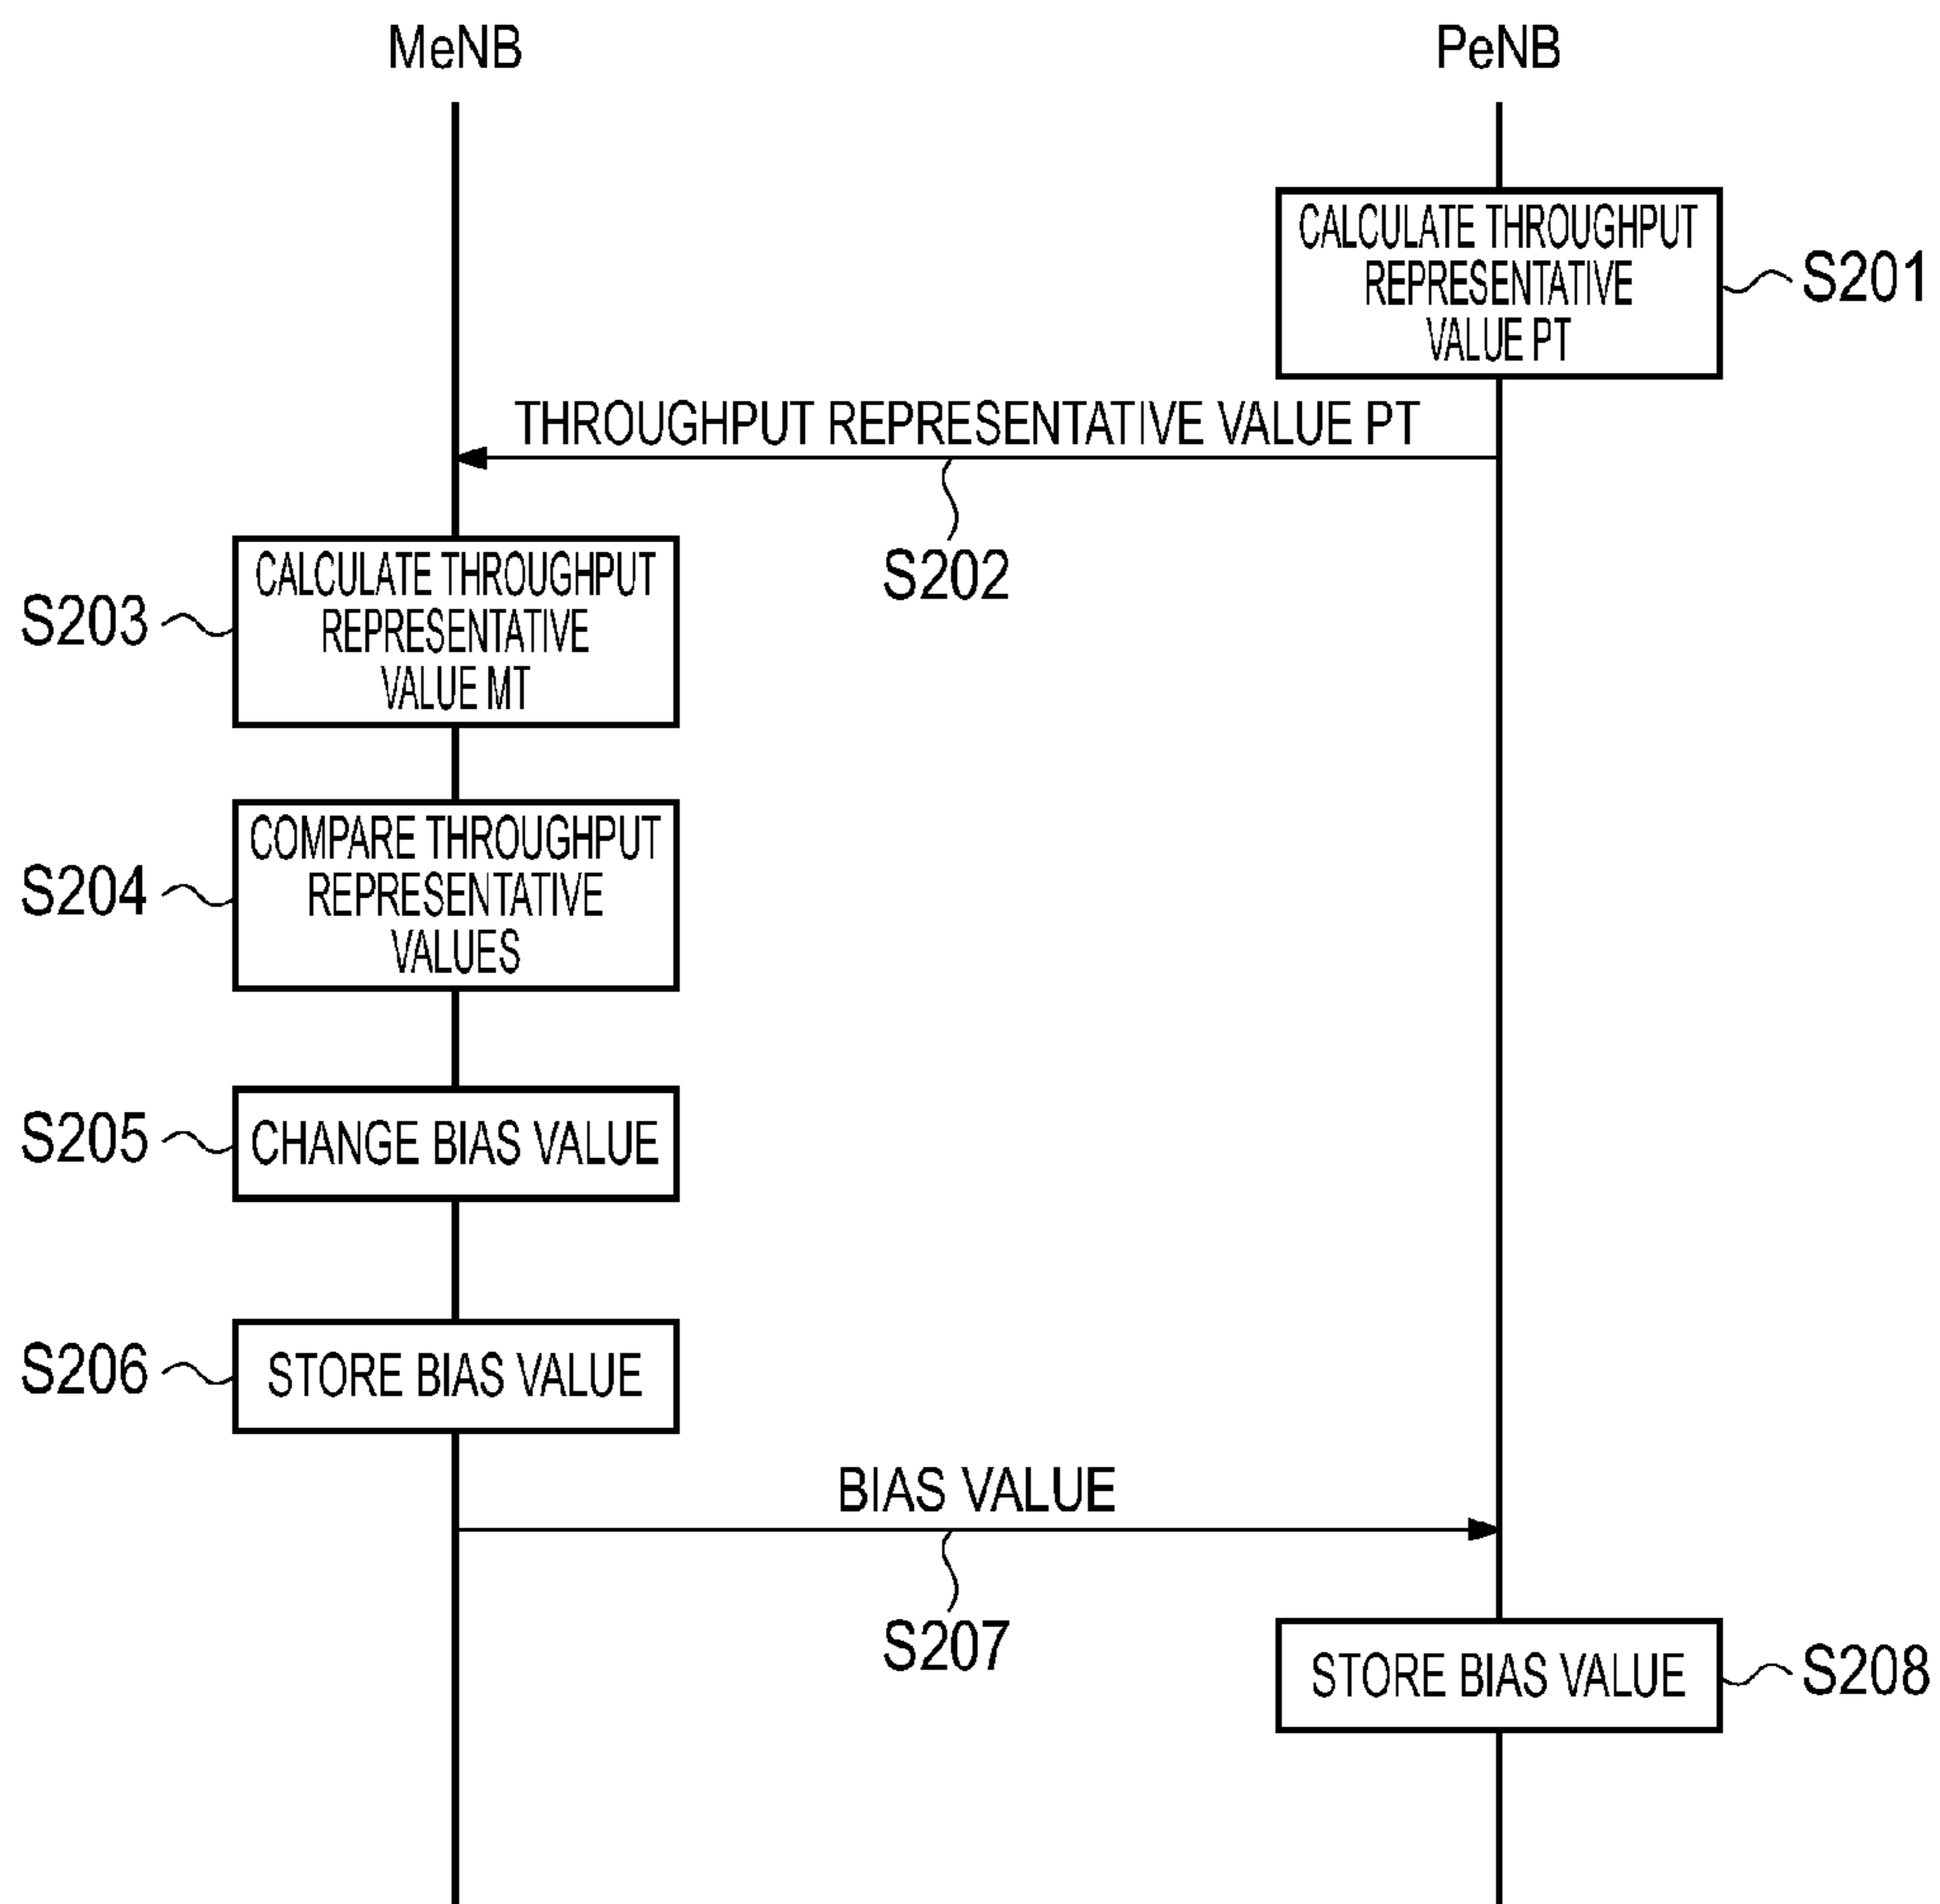 MeNB
PeNB
CALCULATE THROUGHPUT
REPRESENTATIVE
VALUE PT
S201
THROUGHPUT REPRESENTATIVE VALUE PT
S202
S203
CALCULATE THROUGHPUT
REPRESENTATIVE
VALUE MT
S204
COMPARE THROUGHPUT
REPRESENTATIVE
VALUES
S205
CHANGE BIAS VALUE
S206
STORE BIAS VALUE
BIAS VALUE
S207
STORE BIAS VALUE
S208